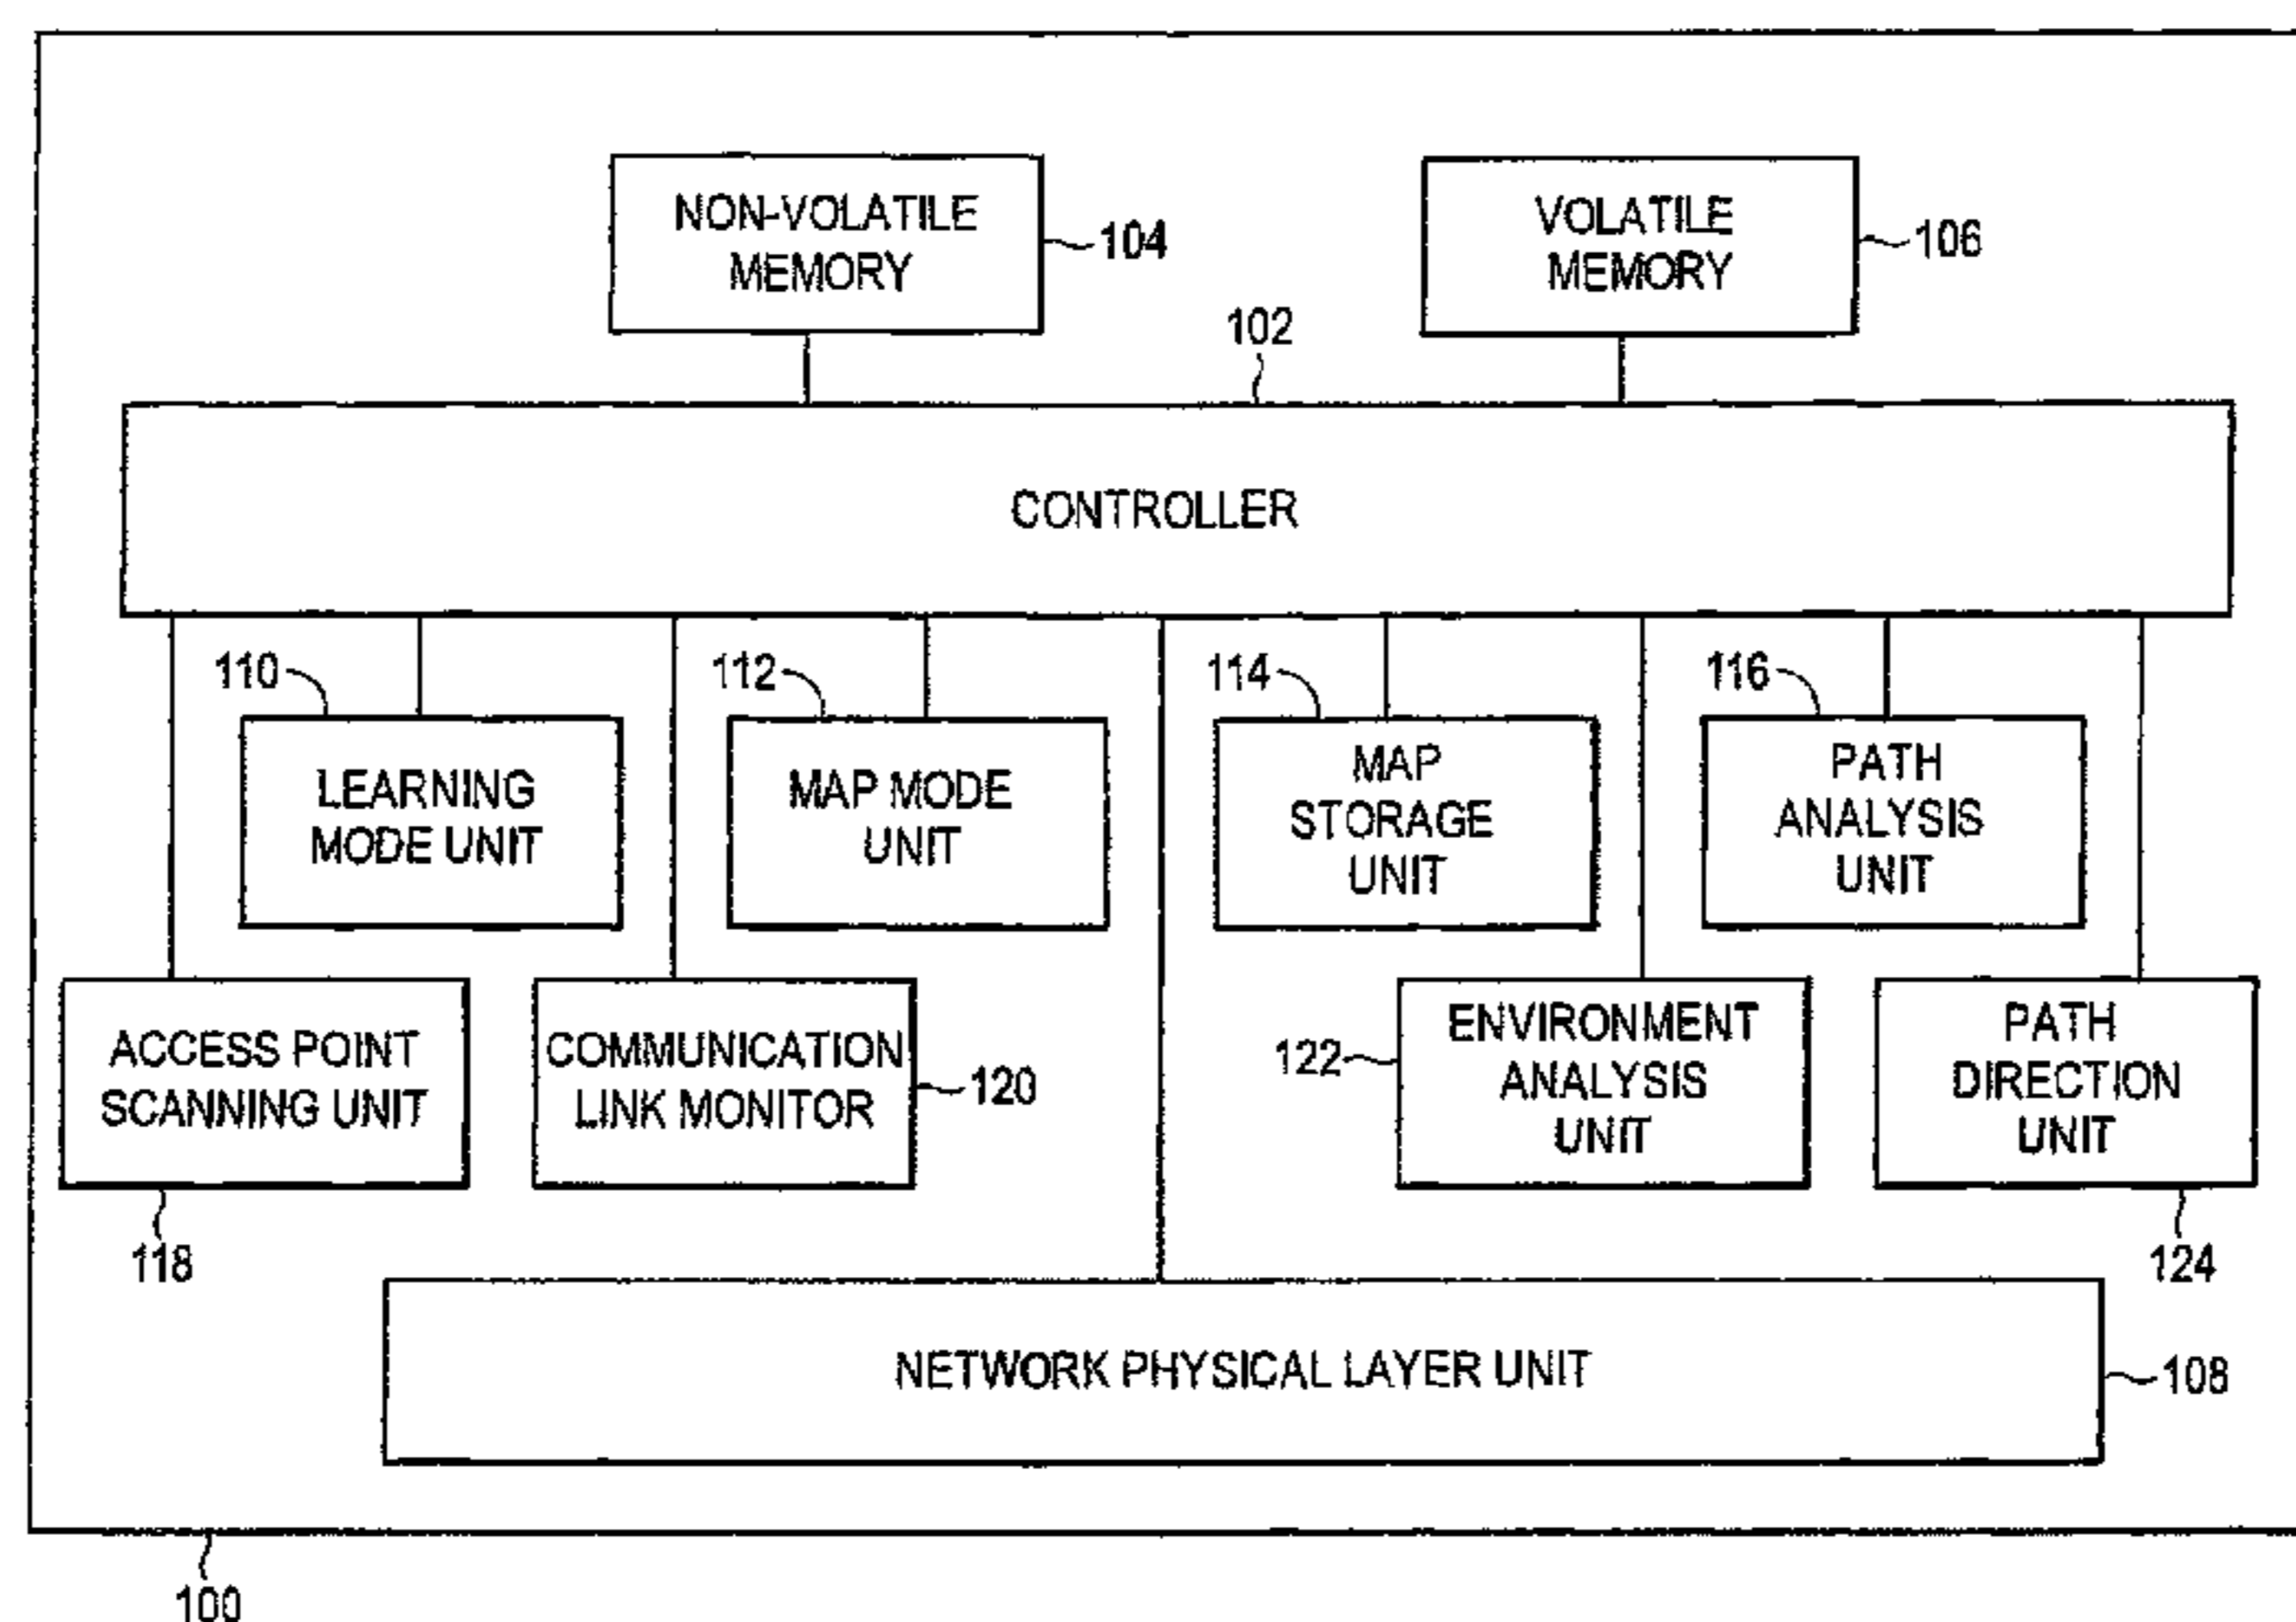 NON-VOLATILE
MEMORY
104
VOLATILE
MEMORY
106
102
CONTROLLER
110
112
114
116
LEARNING
MODE UNIT
MAP MODE
UNIT
MAP
STORAGE
UNIT
PATH
ANALYSIS
UNIT
ACCESS POINT
SCANNING UNIT
118
COMMUNICATION
LINK MONITOR
120
122
ENVIRONMENT
ANALYSIS
UNIT
PATH
DIRECTION
UNIT
124
NETWORK PHYSICAL LAYER UNIT
108
100